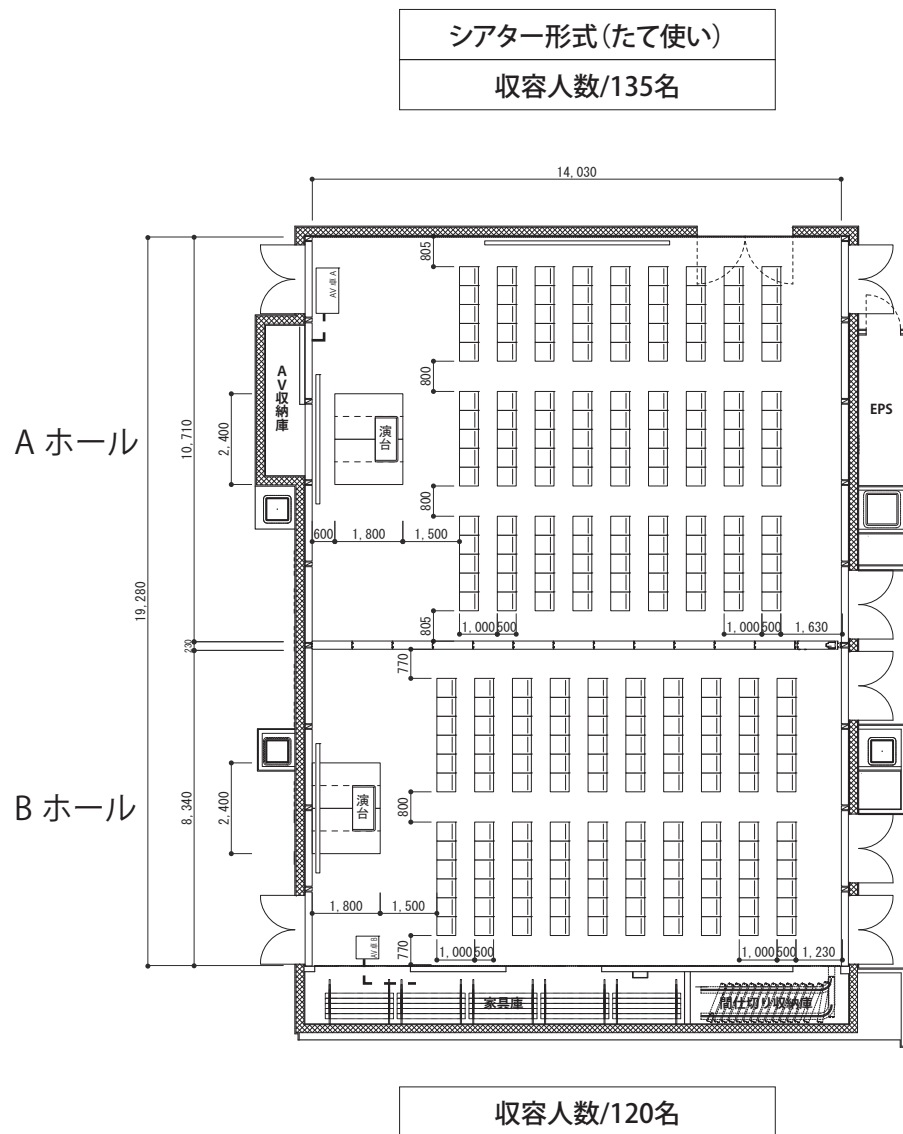 シアター形式(たて使い)
収容人数/135名
14,030
805
AV卓A
AV収納庫
800
EPS
Aホール
10,710
2,400
演台
800
600
1,800
1,500
19,280
805
1,000
500
1,000
500
1,630
230
770
Bホール
8,340
2,400
演台
800
1,800
1,500
AV卓B
770
1,000
500
1,000
500
1,230
家具庫
間仕切り収納庫
収容人数/120名